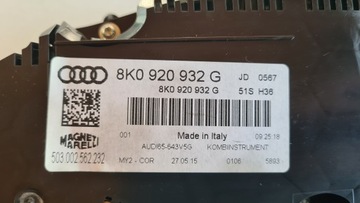 8K0 920 932 G JD 0567
8K0 920 932 G 51S H36
001 Made in Italy 09:25:18
MAGNETI
MARELLI
AUDI65-643V5G KOMBIINSTRUMENT
503.002.562.232
MY2 - COR 27.05.15 0106 5893